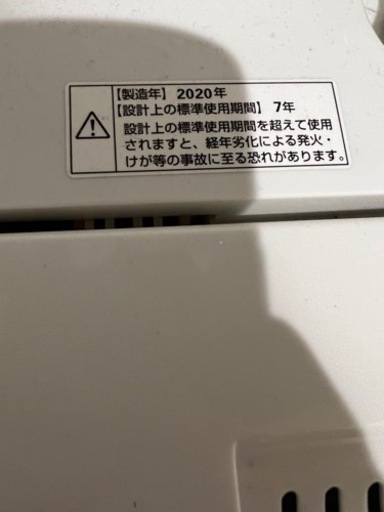 【製造年】 2020年
【設計上の標準使用期間】 7年
設計上の標準使用期間を超えて使用
されますと、経年劣化による発火・
けが等の事故に至る恐れがあります。